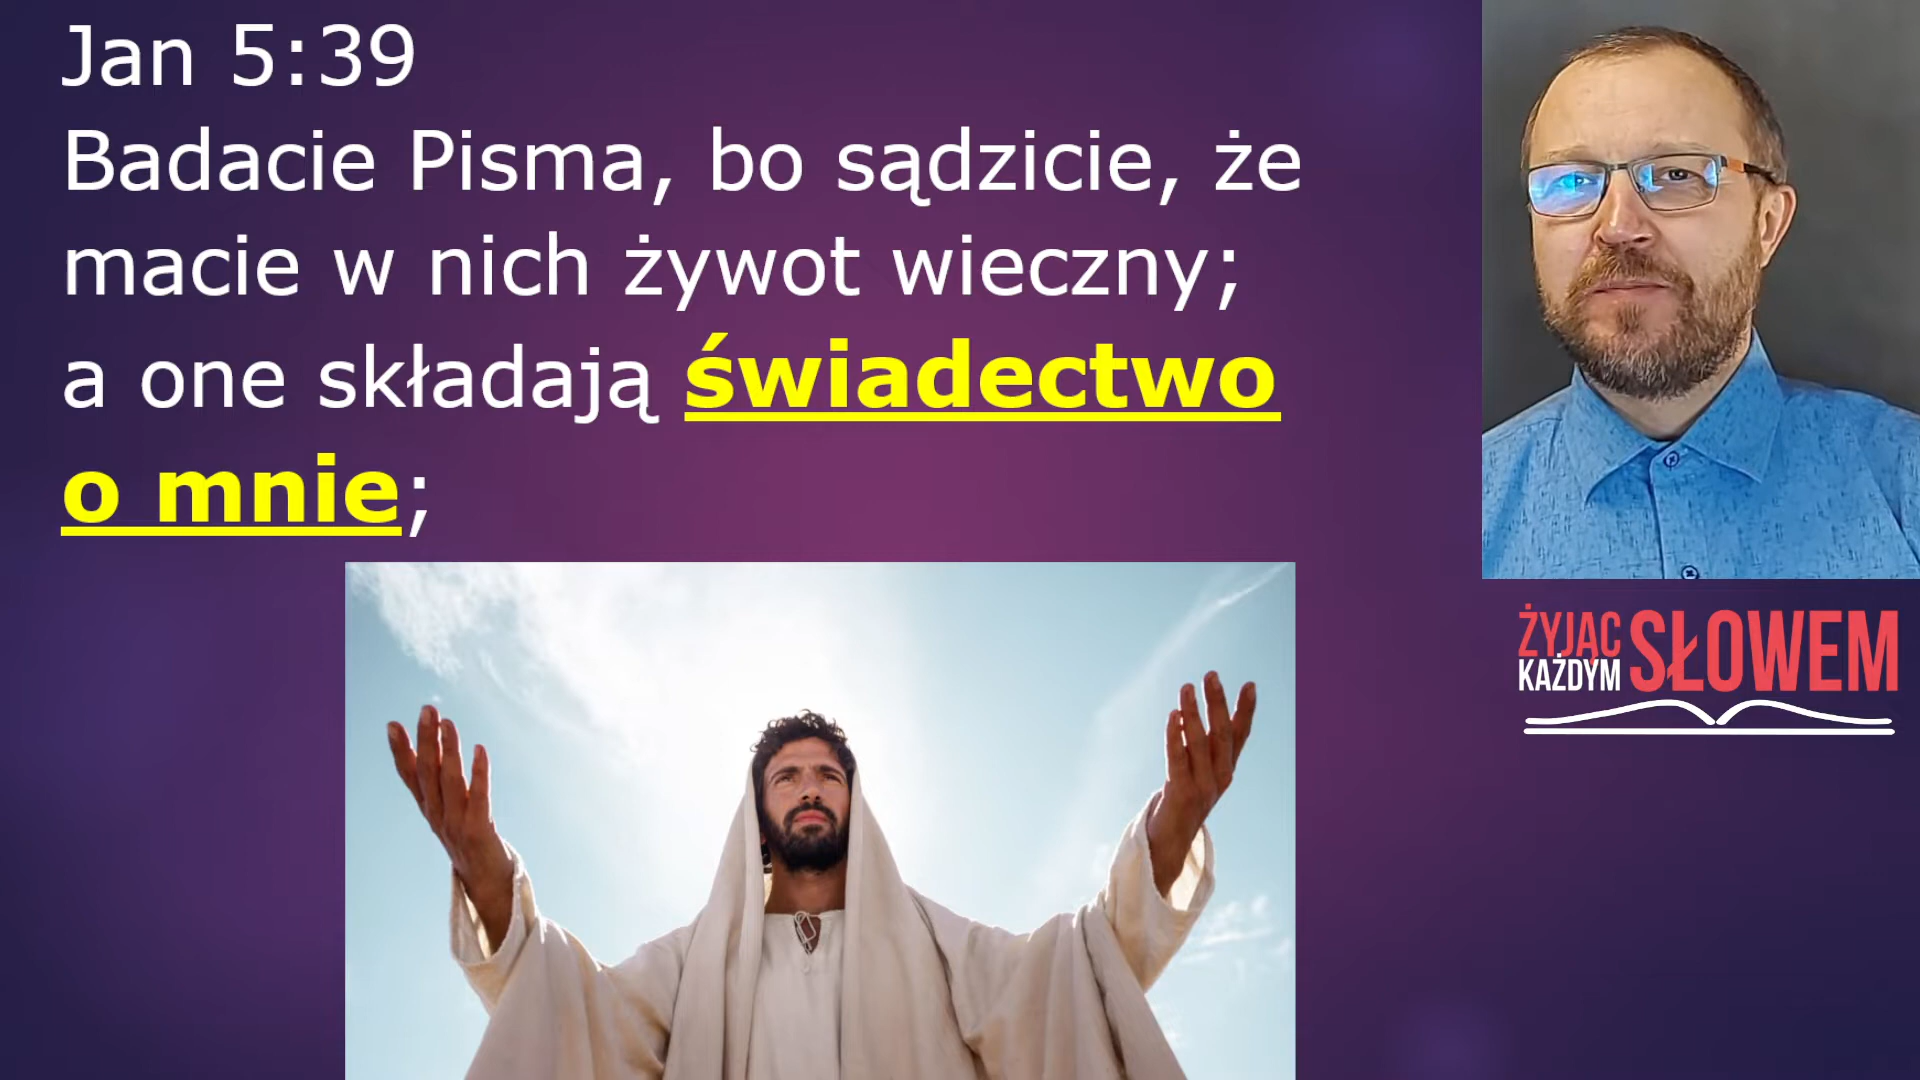 Jan 5:39
Badacie Pisma, bo sądzicie, że
macie w nich żywot wieczny;
a one składają świadectwo
o mnie;
ŻYJĄC
KAŻDYM
SŁOWEM